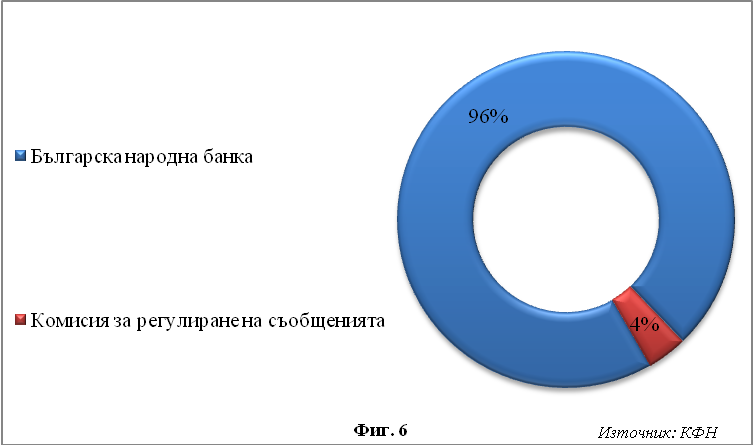 96%
Българска народна банка
Комисия за регулиране на съобщенията
4%
Фиг. 6
Източник: КФН